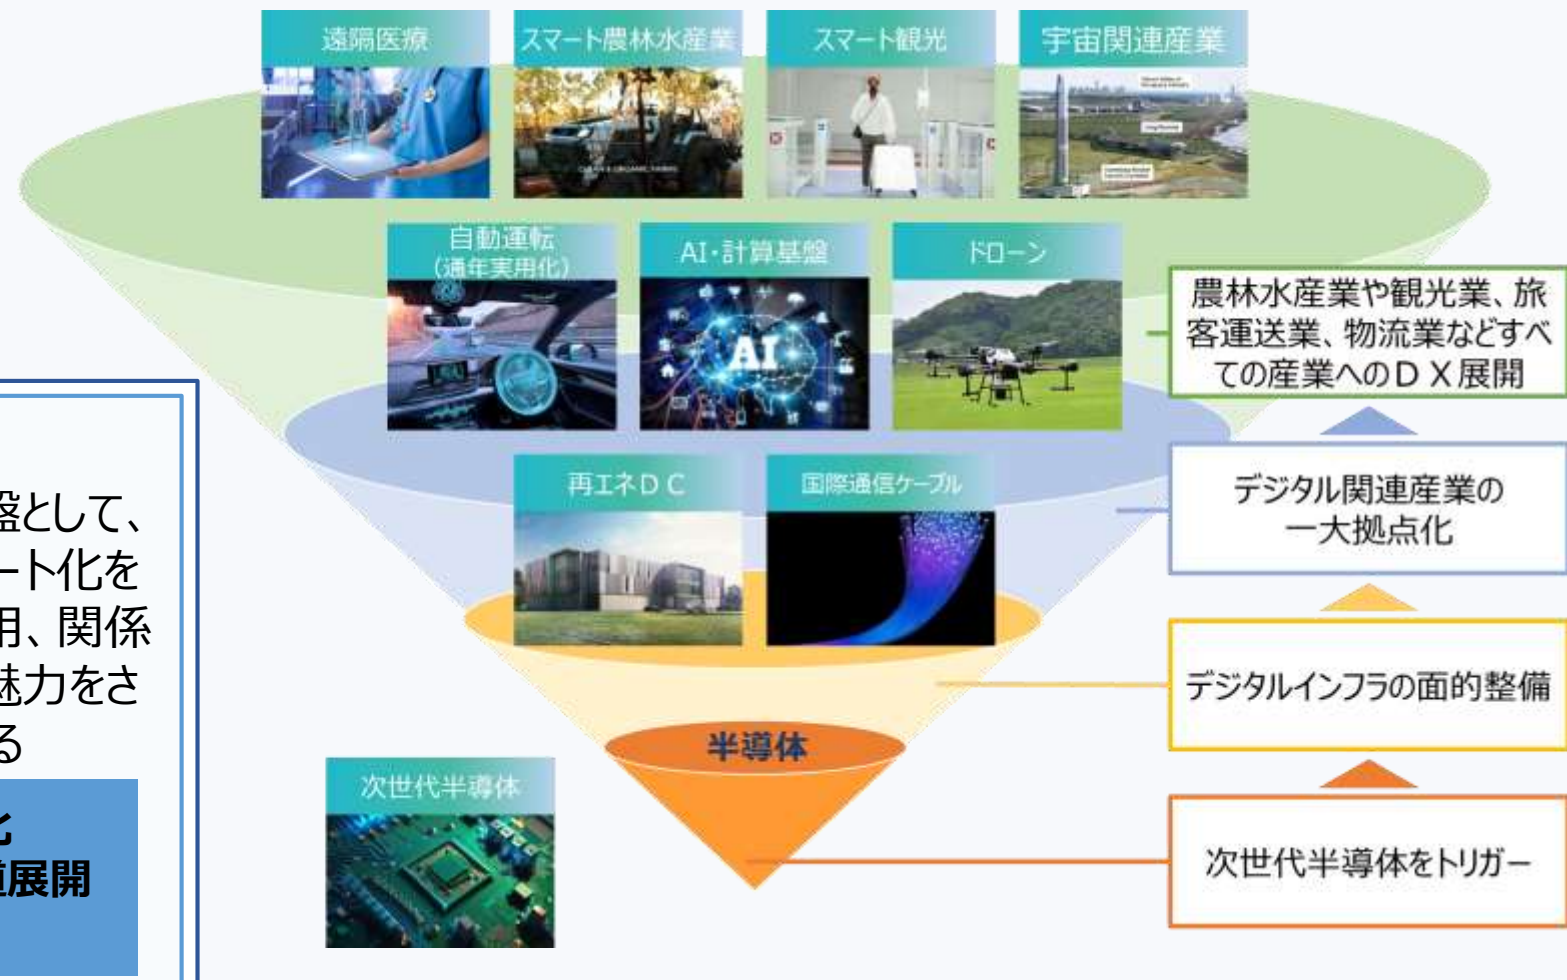 遠隔医療
スマート農林水産業
スマート観光
宇宙関連産業
自動運転
(通年実用化)
AI・計算基盤
ドローン
AI
農林水産業や観光業、旅
客運送業、物流業などすべ
ての産業へのＤＸ展開
再エネＤＣ
国際通信ケーブル
デジタル関連産業の
一大拠点化
盤として、
ート化を
用、関係
魅力をさ
る
デジタルインフラの面的整備
半導体
次世代半導体
化
道展開
次世代半導体をトリガー